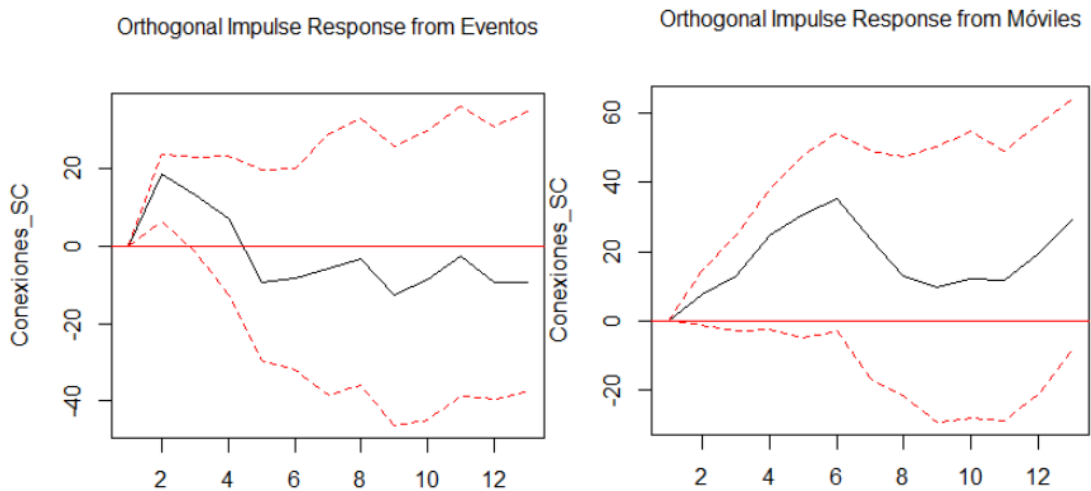 Orthogonal Impulse Response from Eventos
Conexiones_SC
20
0
-20
-40
2 4 6 8 10 12
Orthogonal Impulse Response from Móviles
Conexiones_SC
60
40
20
0
-20
2 4 6 8 10 12